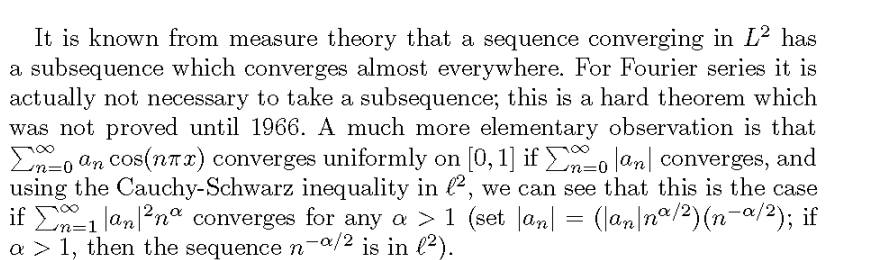 It is known from measure theory that a sequence converging in L² has
a subsequence which converges almost everywhere. For Fourier series it is
actually not necessary to take a subsequence; this is a hard theorem which
was not proved until 1966. A much more elementary observation is that
∑_{n=0}^{∞} a_n cos(nπx) converges uniformly on [0, 1] if ∑_{n=0}^{∞} |a_n| converges, and
using the Cauchy-Schwarz inequality in ℓ², we can see that this is the case
if ∑_{n=1}^{∞} |a_n|²n^α converges for any α > 1 (set |a_n| = (|a_n|n^{α/2})(n^{−α/2}); if
α > 1, then the sequence n^{−α/2} is in ℓ²).